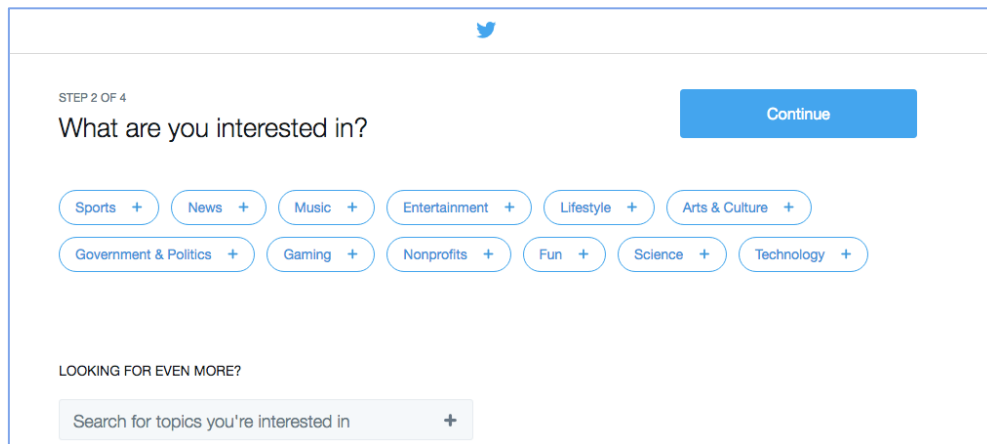 STEP 2 OF 4
What are you interested in?
Continue
Sports + News + Music + Entertainment + Lifestyle + Arts & Culture +
Government & Politics + Gaming + Nonprofits + Fun + Science + Technology +
LOOKING FOR EVEN MORE?
Search for topics you're interested in +